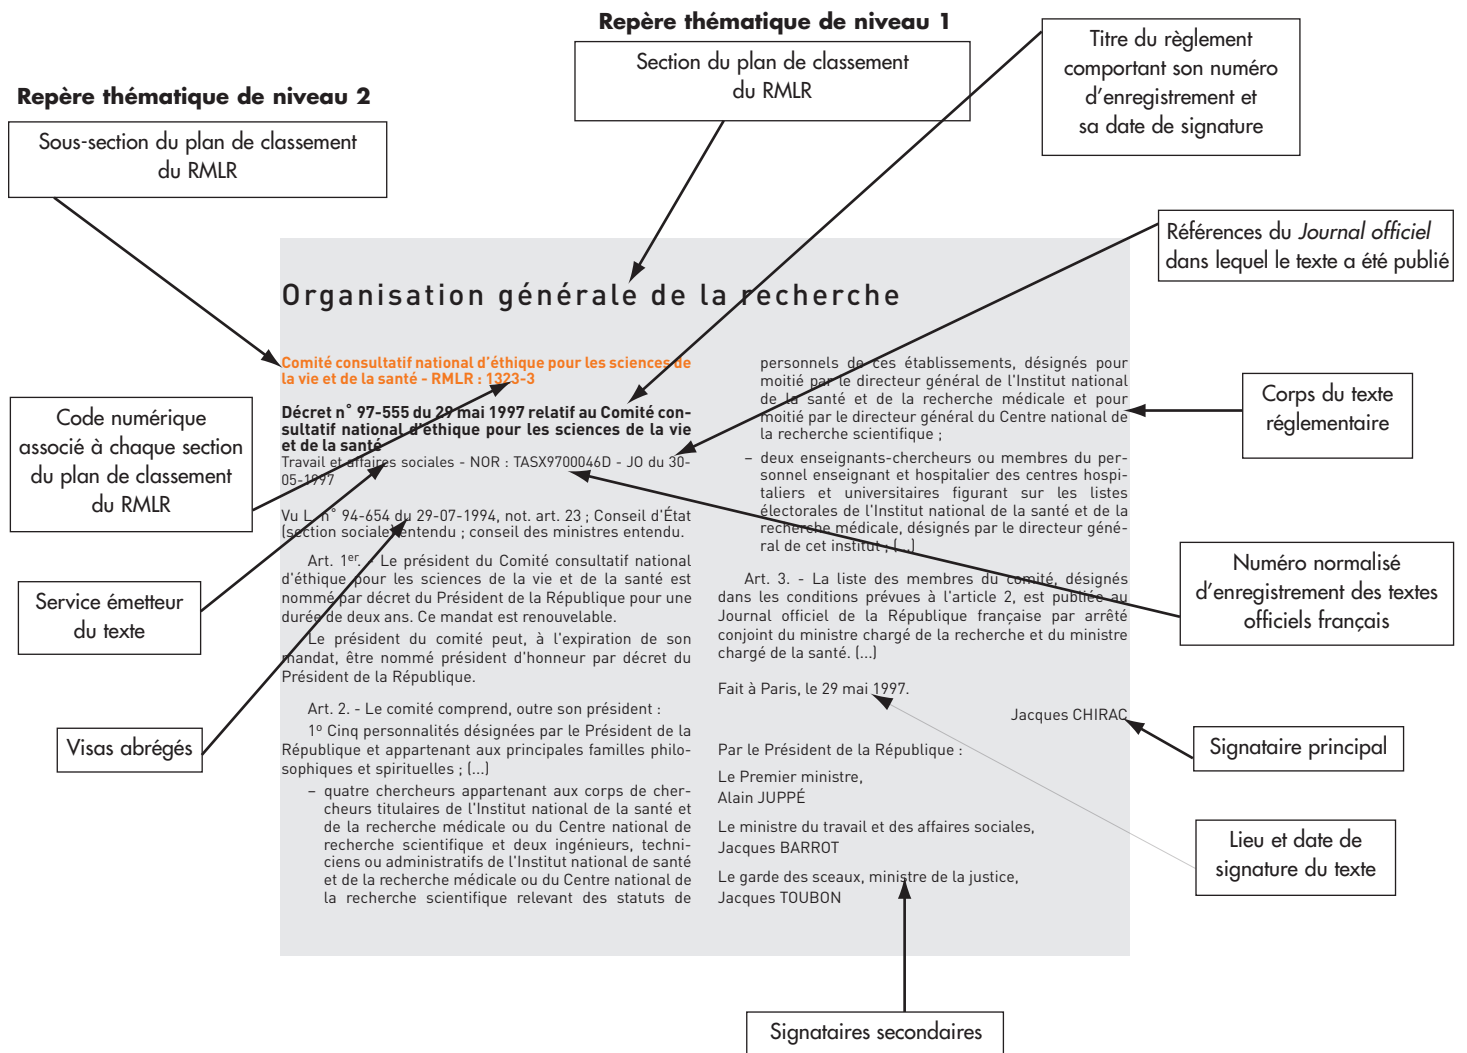 Repère thématique de niveau 1
Section du plan de classement
du RMLR
Titre du règlement
comportant son numéro
d'enregistrement et
sa date de signature
Repère thématique de niveau 2
Sous-section du plan de classement
du RMLR
Références du Journal officiel
dans lequel le texte a été publié
Organisation générale de la recherche
Comité consultatif national d'éthique pour les sciences de
la vie et de la santé - RMLR : 1323-3
Décret n° 97-555 du 29 mai 1997 relatif au Comité con-
sultatif national d'éthique pour les sciences de la vie
et de la santé
Travail et affaires sociales - NOR : TASX9700046D - JO du 30-
05-1997
Vu L. n° 94-654 du 29-07-1994, not. art. 23 ; Conseil d'État
(section sociale) entendu ; conseil des ministres entendu.
Art. 1er. - Le président du Comité consultatif national
d'éthique pour les sciences de la vie et de la santé est
nommé par décret du Président de la République pour une
durée de deux ans. Ce mandat est renouvelable.
Le président du comité peut, à l'expiration de son
mandat, être nommé président d'honneur par décret du
Président de la République.
Art. 2. - Le comité comprend, outre son président :
1º Cinq personnalités désignées par le Président de la
République et appartenant aux principales familles philo-
sophiques et spirituelles ; (...)
– quatre chercheurs appartenant aux corps de cher-
cheurs titulaires de l'Institut national de la santé et
de la recherche médicale ou du Centre national de
recherche scientifique et deux ingénieurs, techni-
ciens ou administratifs de l'Institut national de santé
et de la recherche médicale ou du Centre national de
la recherche scientifique relevant des statuts de
personnels de ces établissements, désignés pour
moitié par le directeur général de l'Institut national
de la santé et de la recherche médicale et pour
moitié par le directeur général du Centre national de
la recherche scientifique ;
– deux enseignants-chercheurs ou membres du per-
sonnel enseignant et hospitalier des centres hospi-
taliers et universitaires figurant sur les listes
électorales de l'Institut national de la santé et de la
recherche médicale, désignés par le directeur géné-
ral de cet institut ; (...)
Art. 3. - La liste des membres du comité, désignés
dans les conditions prévues à l'article 2, est publiée au
Journal officiel de la République française par arrêté
conjoint du ministre chargé de la recherche et du ministre
chargé de la santé. (...)
Fait à Paris, le 29 mai 1997.
Jacques CHIRAC
Par le Président de la République :
Le Premier ministre,
Alain JUPPÉ
Le ministre du travail et des affaires sociales,
Jacques BARROT
Le garde des sceaux, ministre de la justice,
Jacques TOUBON
Code numérique
associé à chaque section
du plan de classement
du RMLR
Service émetteur
du texte
Visas abrégés
Corps du texte
réglementaire
Numéro normalisé
d'enregistrement des textes
officiels français
Signataire principal
Lieu et date de
signature du texte
Signataires secondaires